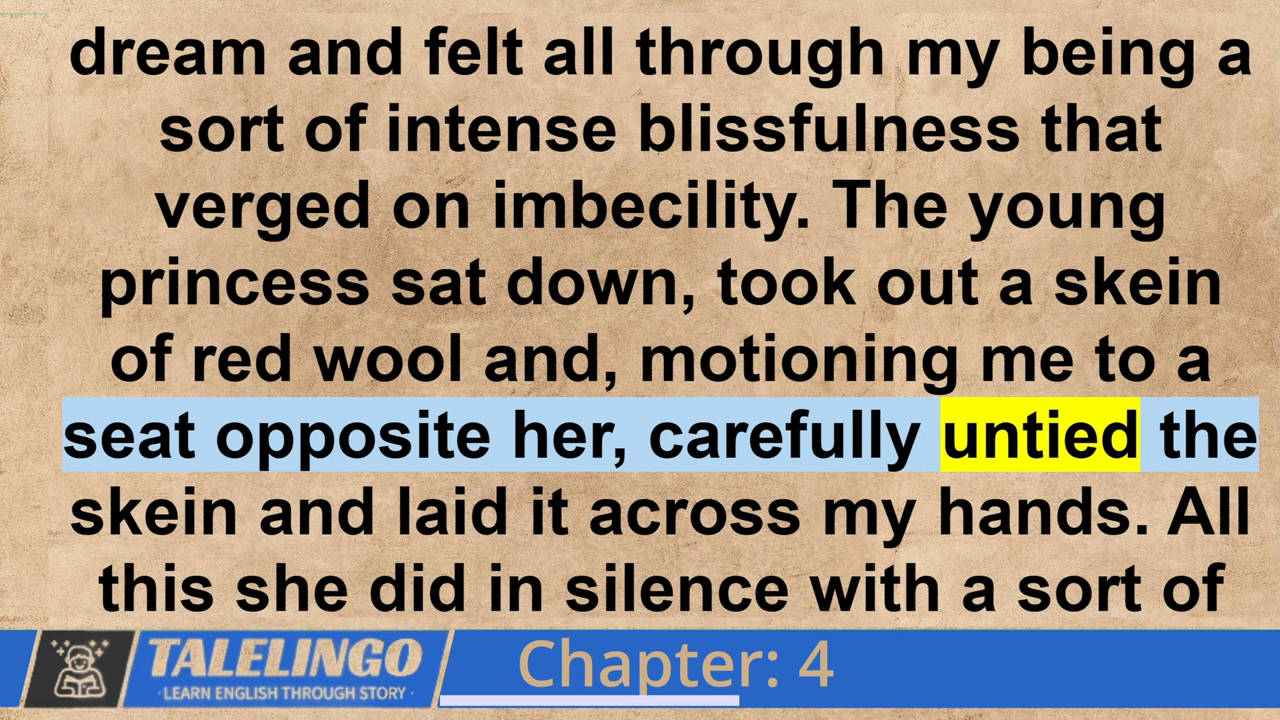 dream and felt all through my being a
sort of intense blissfulness that
verged on imbecility. The young
princess sat down, took out a skein
of red wool and, motioning me to a
seat opposite her, carefully untied the
skein and laid it across my hands. All
this she did in silence with a sort of
TALELINGO
· LEARN ENGLISH THROUGH STORY ·
Chapter: 4